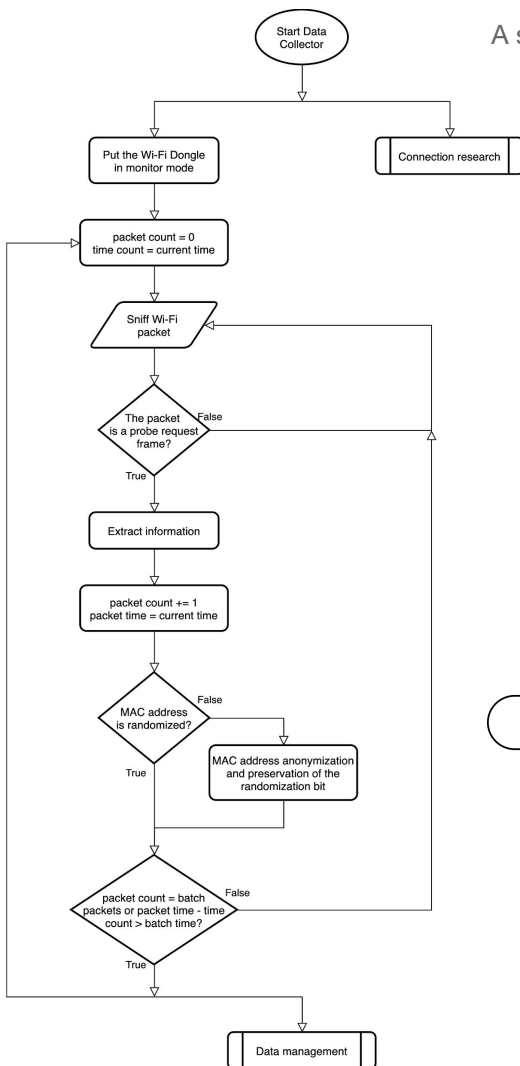 Start Data
Collector
A s
Put the Wi-Fi Dongle
in monitor mode
Connection research
packet count = 0
time count = current time
Sniff Wi-Fi
packet
The packet
is a probe request
frame?
False
True
Extract information
packet count += 1
packet time = current time
MAC address
is randomized?
False
True
MAC address anonymization
and preservation of the
randomization bit
packet count = batch
packets or packet time - time
count > batch time?
False
True
Data management